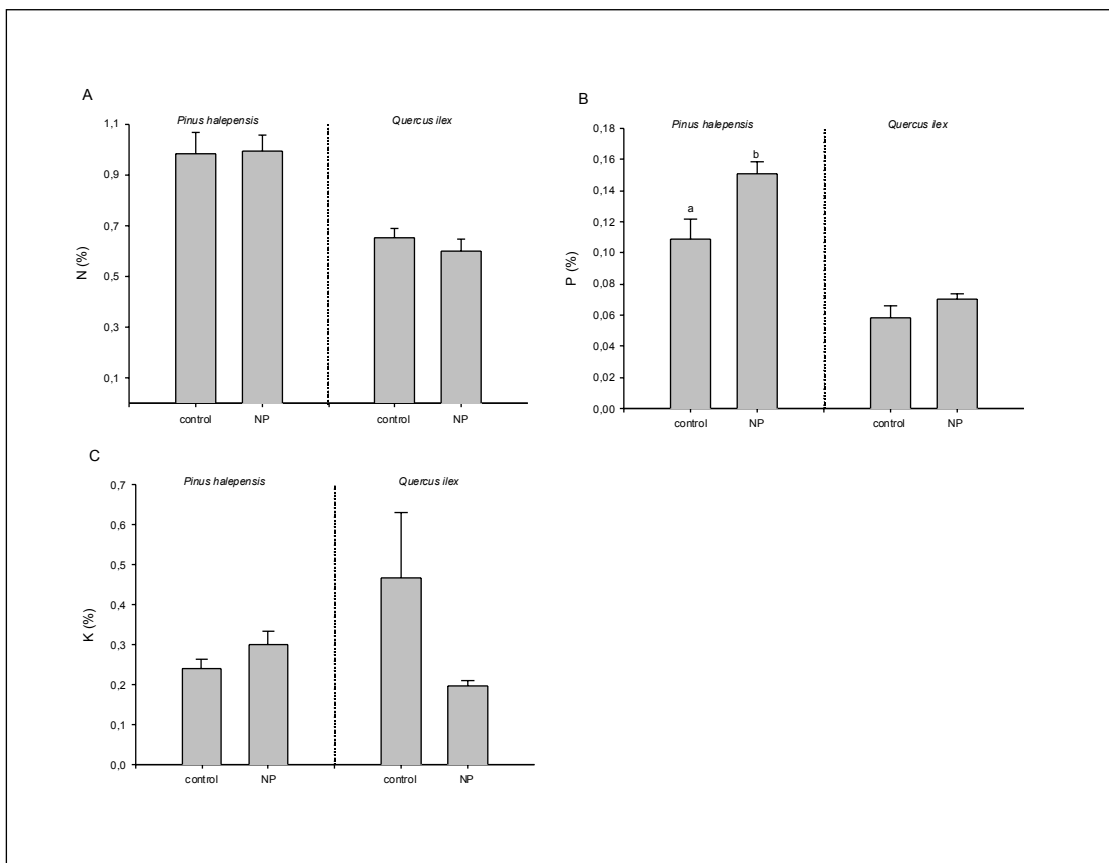 A
Pinus halepensis Quercus ilex
N (%)
1,1
0,9
0,7
0,5
0,3
0,1
control NP control NP
B
Pinus halepensis Quercus ilex
P (%)
0,18
0,16
0,14
0,12
0,10
0,08
0,06
0,04
0,02
0,00
a
b
control NP control NP
C
Pinus halepensis Quercus ilex
K (%)
0,7
0,6
0,5
0,4
0,3
0,2
0,1
0,0
control NP control NP